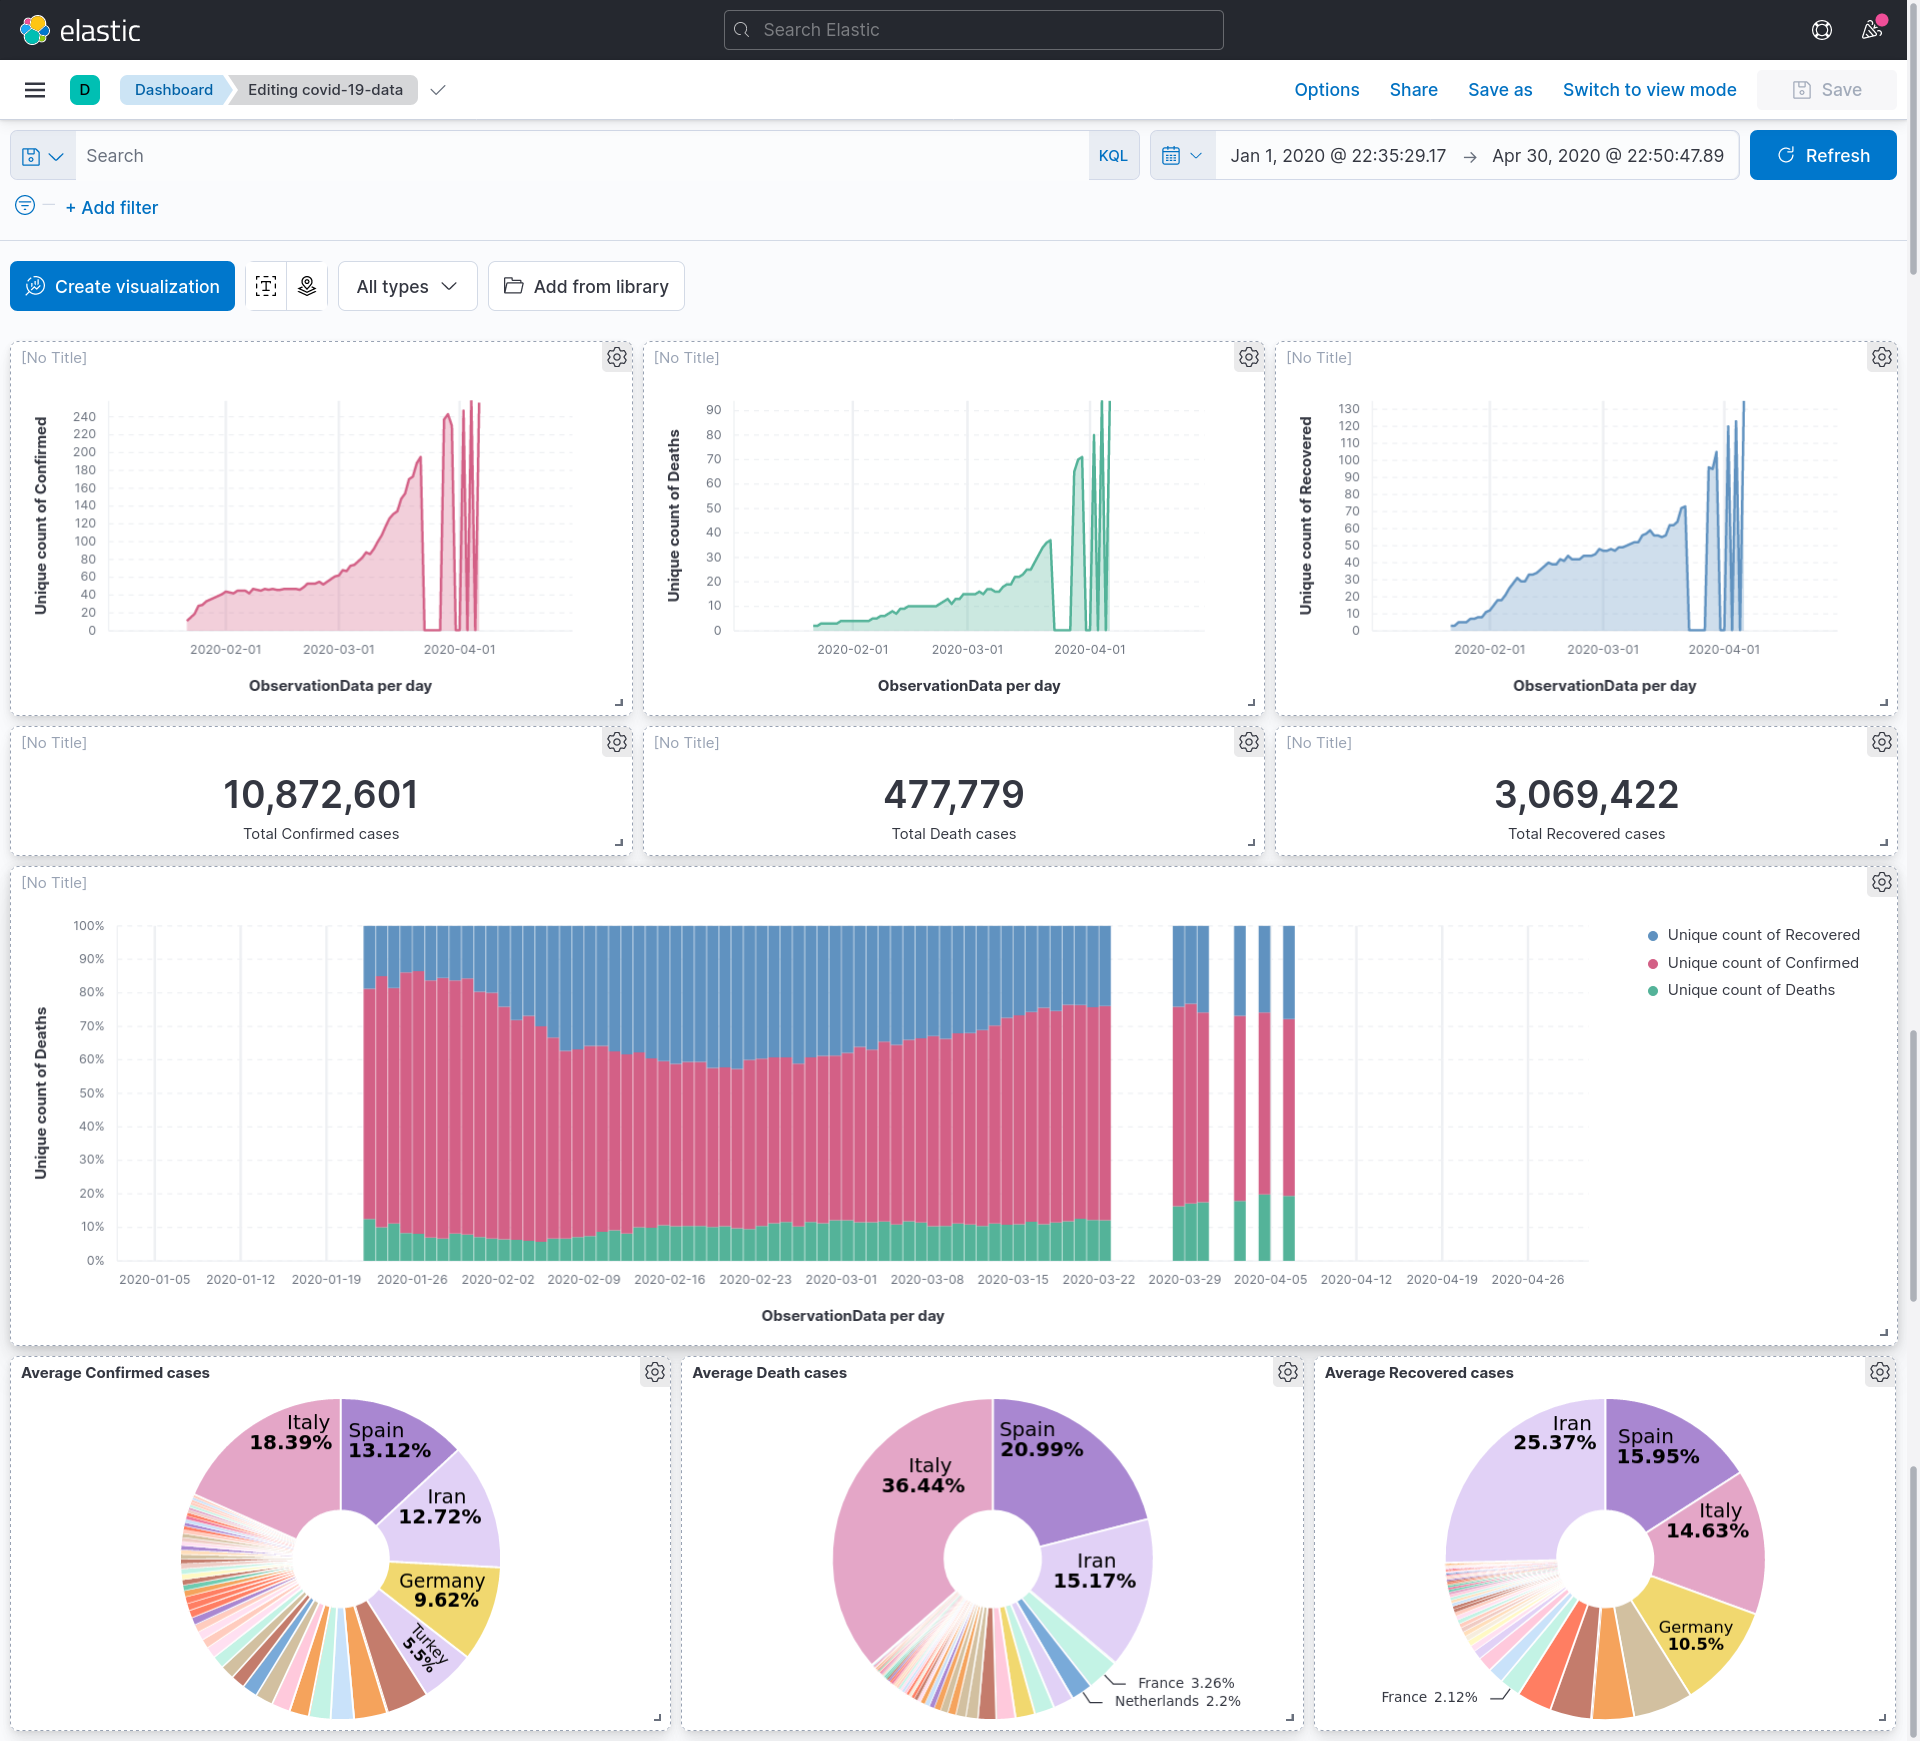 elastic
Search Elastic
D
Dashboard
Editing covid-19-data
Options
Share
Save as
Switch to view mode
Save
Search
KQL
Jan 1, 2020 @ 22:35:29.17 → Apr 30, 2020 @ 22:50:47.89
Refresh
+ Add filter
Create visualization
All types
Add from library
[No Title]
Unique count of Confirmed
240
220
200
180
160
140
120
100
80
60
40
20
0
2020-02-01 2020-03-01 2020-04-01
ObservationData per day
[No Title]
Unique count of Deaths
90
80
70
60
50
40
30
20
10
0
2020-02-01 2020-03-01 2020-04-01
ObservationData per day
[No Title]
Unique count of Recovered
130
120
110
100
90
80
70
60
50
40
30
20
10
0
2020-02-01 2020-03-01 2020-04-01
ObservationData per day
[No Title]
10,872,601
Total Confirmed cases
[No Title]
477,779
Total Death cases
[No Title]
3,069,422
Total Recovered cases
[No Title]
Unique count of Deaths
100%
90%
80%
70%
60%
50%
40%
30%
20%
10%
0%
2020-01-05 2020-01-12 2020-01-19 2020-01-26 2020-02-02 2020-02-09 2020-02-16 2020-02-23 2020-03-01 2020-03-08 2020-03-15 2020-03-22 2020-03-29 2020-04-05 2020-04-12 2020-04-19 2020-04-26
ObservationData per day
Unique count of Recovered
Unique count of Confirmed
Unique count of Deaths
Average Confirmed cases
Italy
18.39%
Spain
13.12%
Iran
12.72%
Germany
9.62%
Turkey
5.5%
Average Death cases
Spain
20.99%
Italy
36.44%
Iran
15.17%
France 3.26%
Netherlands 2.2%
Average Recovered cases
Iran
25.37%
Spain
15.95%
Italy
14.63%
Germany
10.5%
France 2.12%